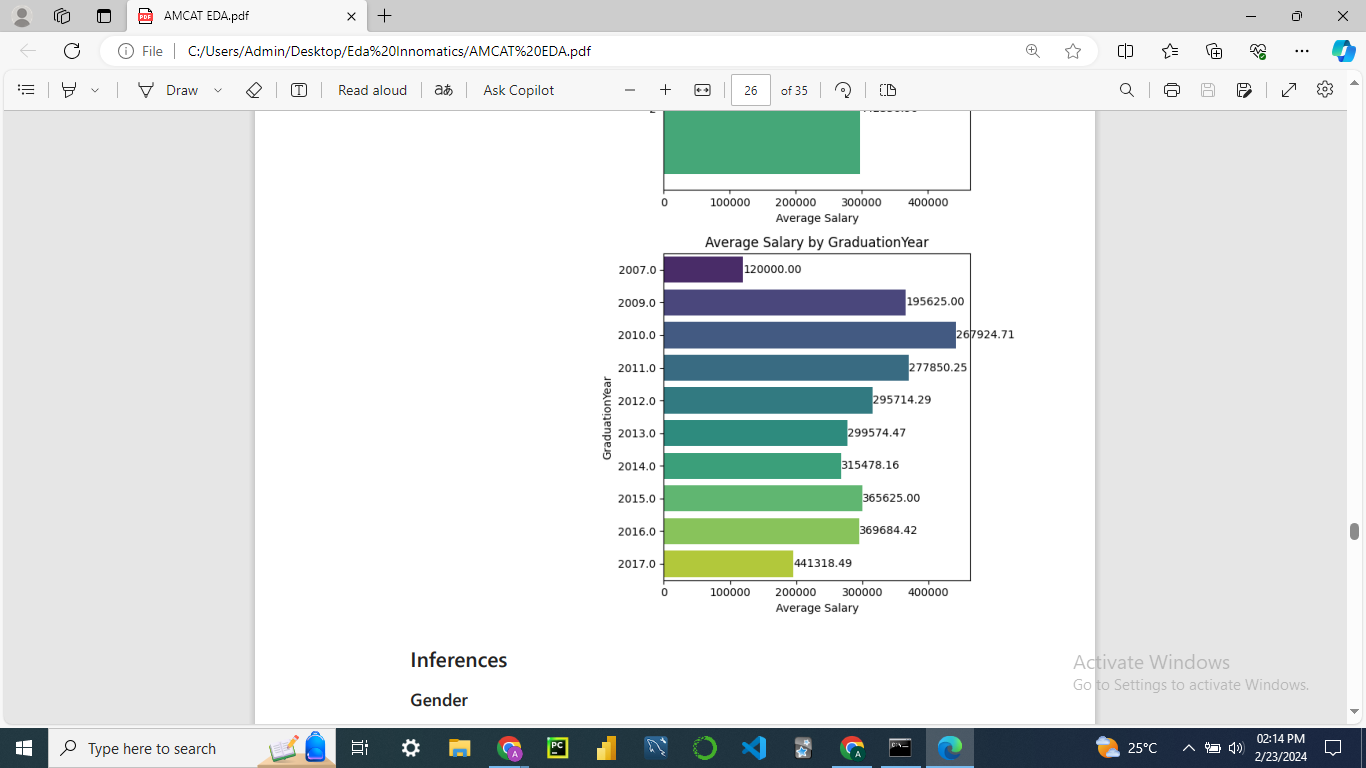 AMCAT EDA.pdf
File
C:/Users/Admin/Desktop/Eda%20Innomatics/AMCAT%20EDA.pdf
Draw
Read aloud
aあ
Ask Copilot
26 of 35
0 100000 200000 300000 400000
Average Salary
Average Salary by GraduationYear
GraduationYear
2007.0 120000.00
2009.0 195625.00
2010.0 267924.71
2011.0 277850.25
2012.0 295714.29
2013.0 299574.47
2014.0 315478.16
2015.0 365625.00
2016.0 369684.42
2017.0 441318.49
0 100000 200000 300000 400000
Average Salary
Inferences
Gender
Activate Windows
Go to Settings to activate Windows.
Type here to search
25°C
02:14 PM
2/23/2024